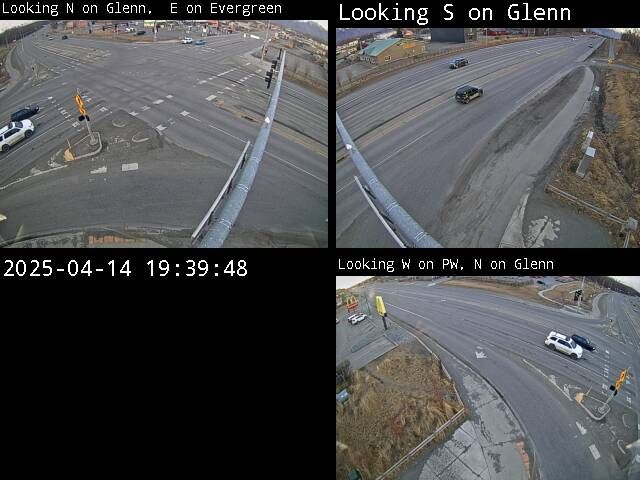 Looking N on Glenn,  E on Evergreen
Looking S on Glenn
2025-04-14 19:39:48
Looking W on PW, N on Glenn